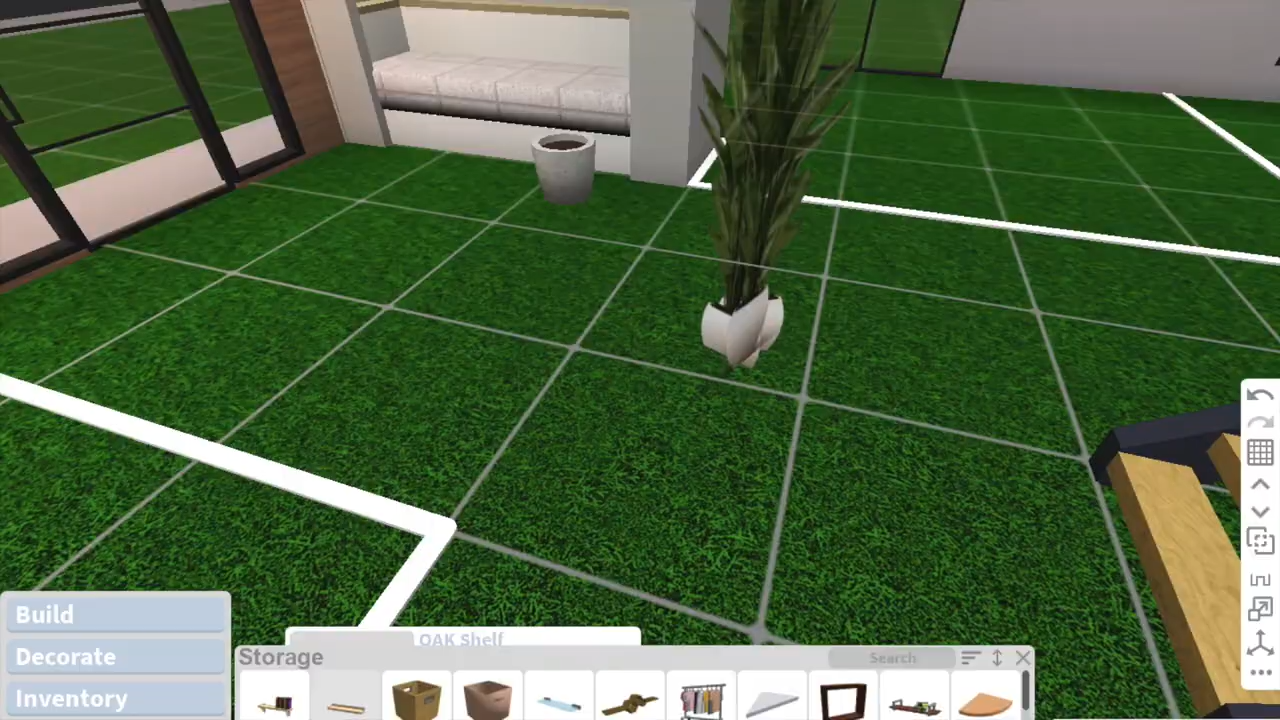 Build
OAK Shelf
Storage
Search
Decorate
Inventory